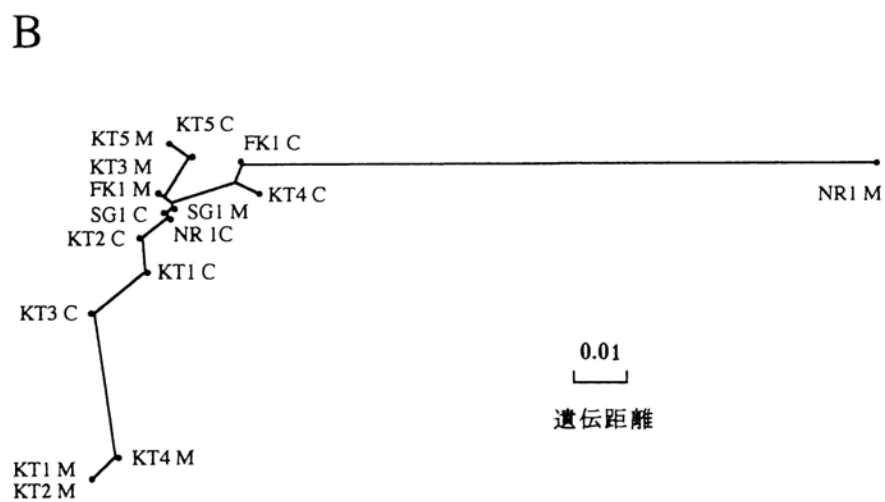 B
KT5 M
KT5 C
KT3 M
FK1 C
FK1 M
KT4 C
NR1 M
SG1 C
SG1 M
KT2 C
NR 1C
KT1 C
KT3 C
0.01
遺伝距離
KT4 M
KT1 M
KT2 M